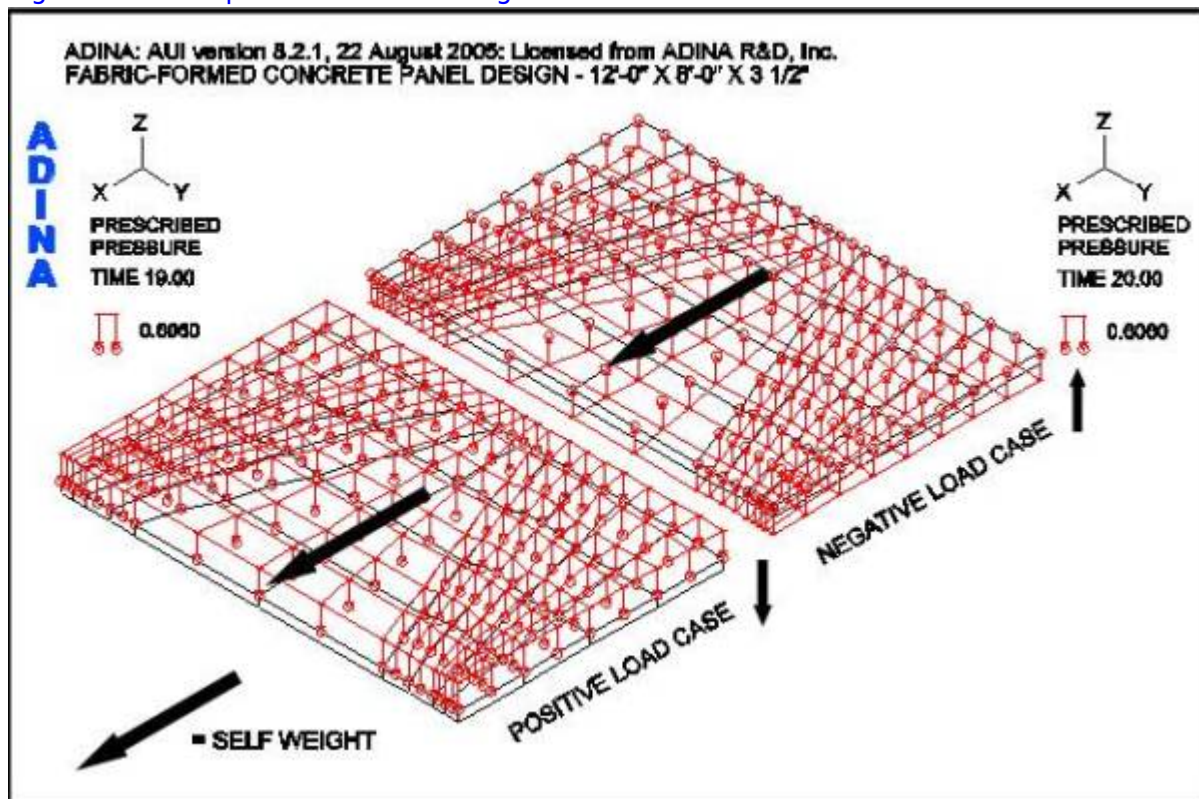 ADINA: AUI version 8.2.1, 22 August 2005: Licensed from ADINA R&D, Inc.
FABRIC-FORMED CONCRETE PANEL DESIGN - 12'-0" X 8'-0" X 3 1/2"
ADINA
Z
X Y
PRESCRIBED
PRESSURE
TIME 19.00
0.6060
Z
X Y
PRESCRIBED
PRESSURE
TIME 20.00
0.6060
NEGATIVE LOAD CASE
POSITIVE LOAD CASE
= SELF WEIGHT